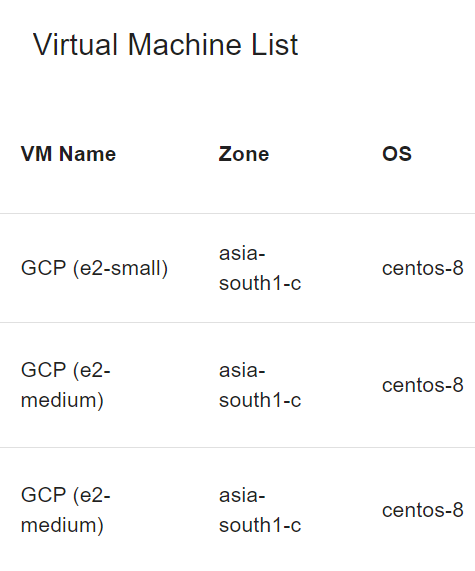 Virtual Machine List
VM Name Zone OS
GCP (e2-small) asia-
south1-c centos-8
GCP (e2-
medium) asia-
south1-c centos-8
GCP (e2-
medium) asia-
south1-c centos-8